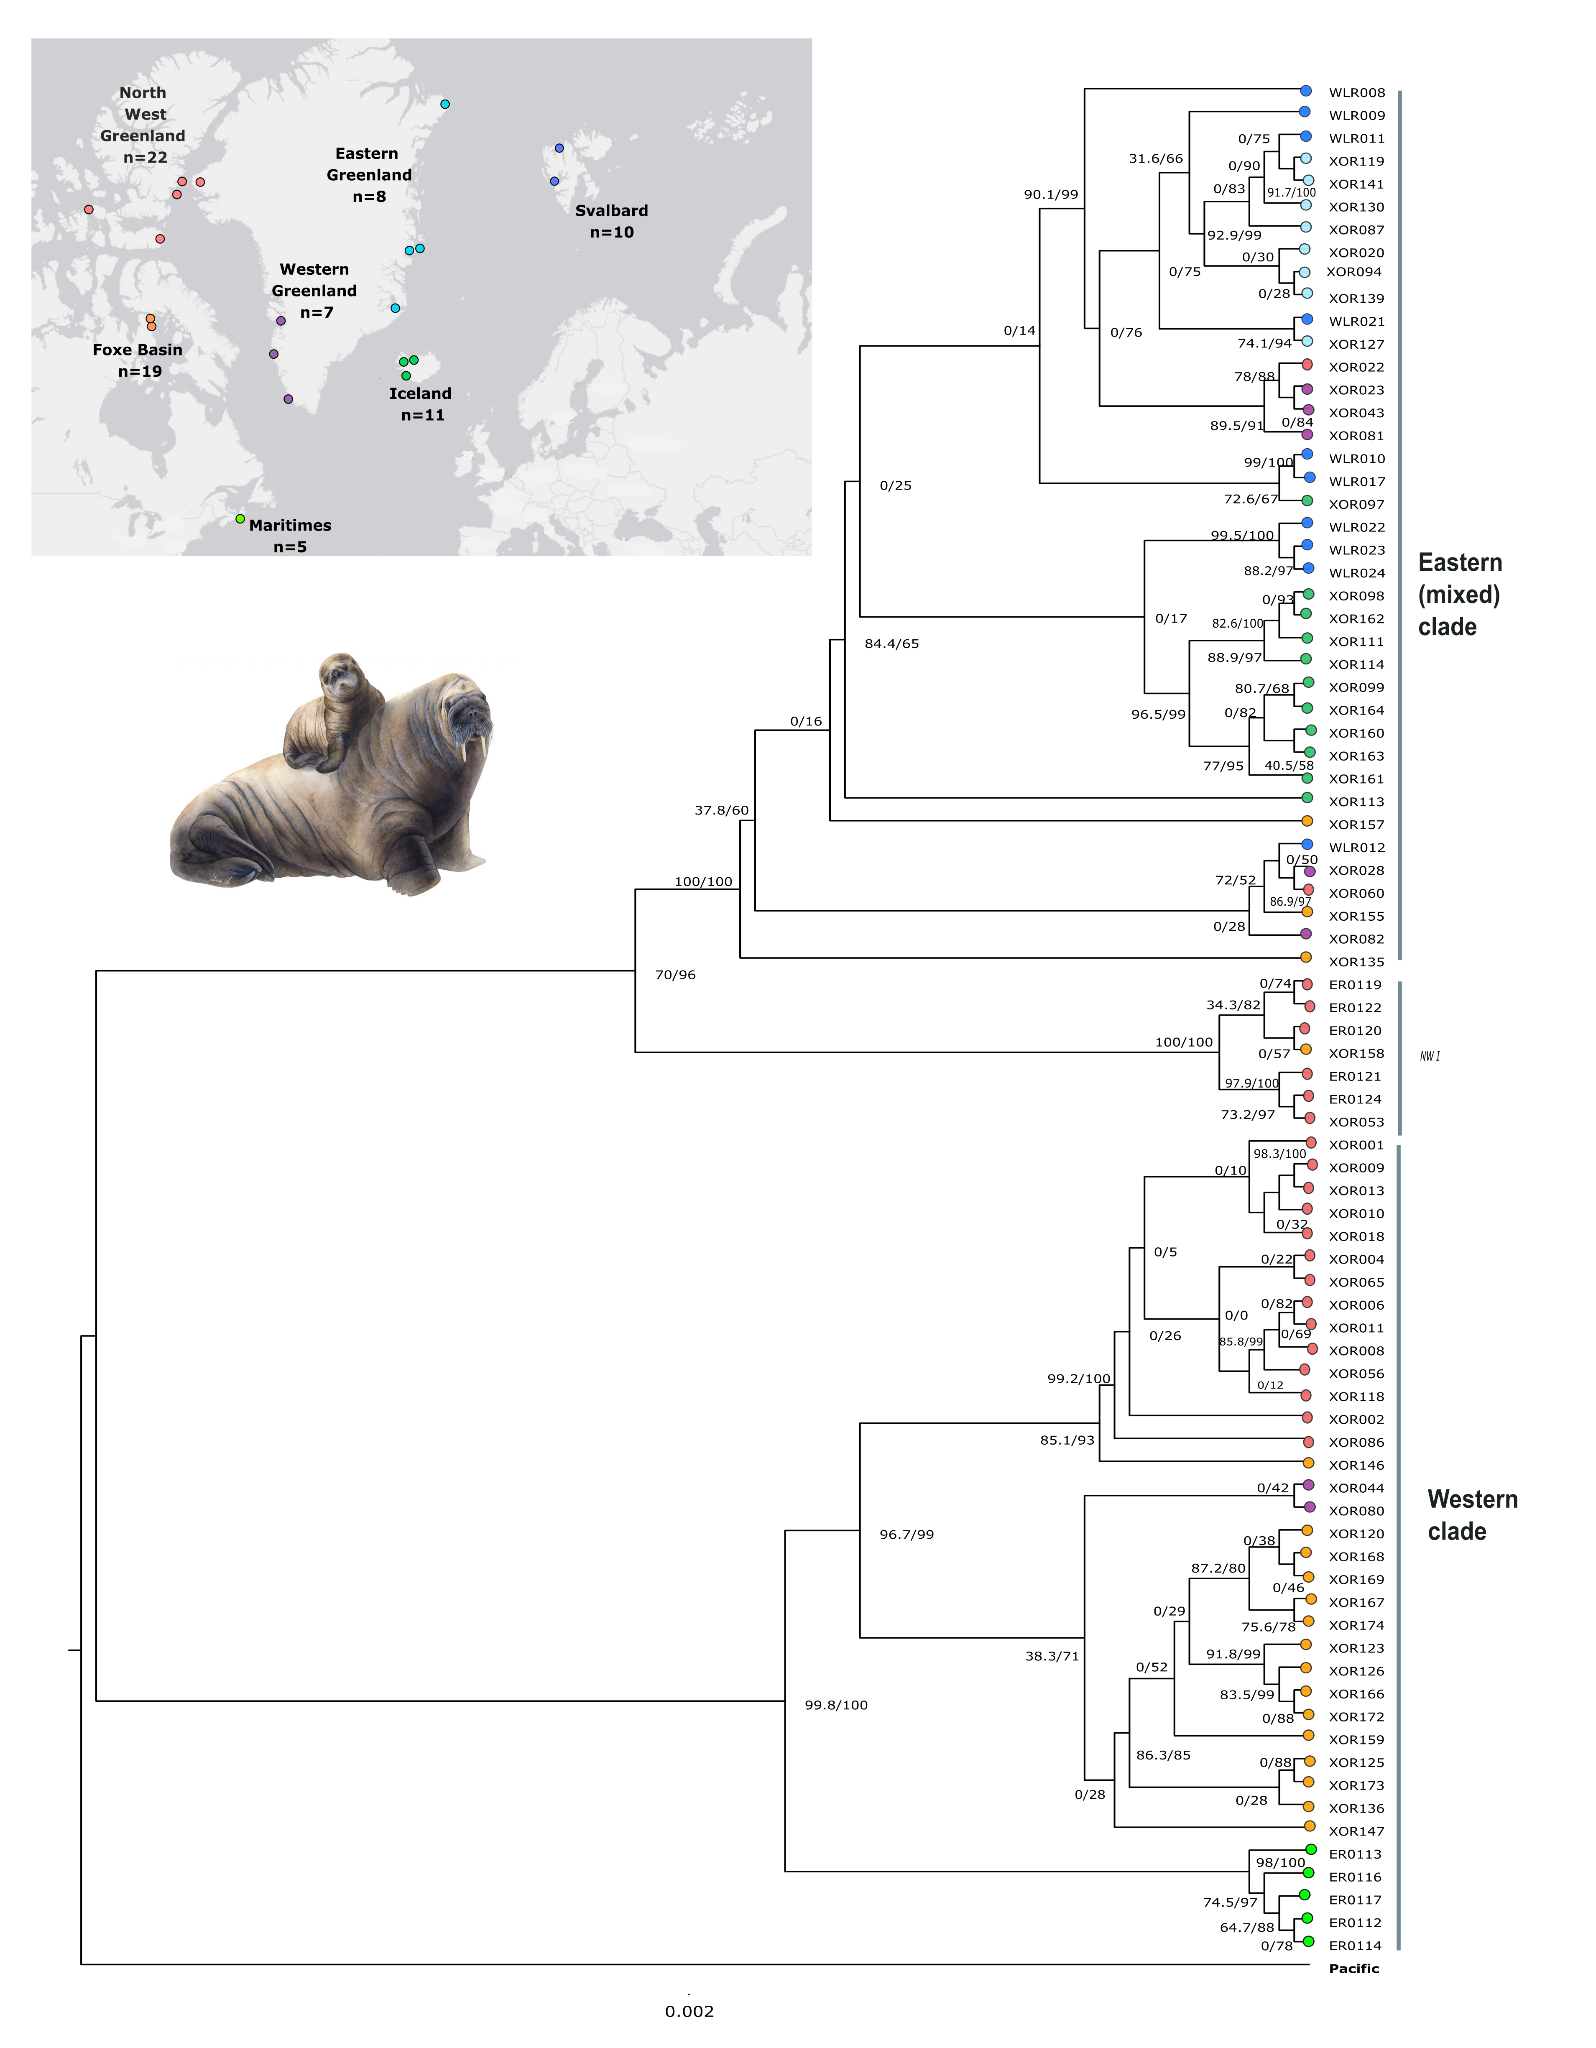 North
West
Greenland
n=22
Eastern
Greenland
n=8
Svalbard
n=10
Western
Greenland
n=7
Foxe Basin
n=19
Iceland
n=11
Maritimes
n=5
WLR008
WLR009
0/75
WLR011
31.6/66
XOR119
0/90
XOR141
90.1/99
0/83
91.7/100
XOR130
XOR087
92.9/99
XOR020
0/30
0/75
XOR094
0/28
XOR139
WLR021
0/14
0/76
74.1/94
XOR127
XOR022
78/88
XOR023
XOR043
89.5/91
0/84
XOR081
WLR010
99/100
WLR017
0/25
72.6/67
XOR097
WLR022
99.5/100
WLR023
Eastern
(mixed)
clade
88.2/97
WLR024
0/93
XOR098
0/17
XOR162
82.6/100
XOR111
84.4/65
88.9/97
XOR114
80.7/68
XOR099
96.5/99
0/82
XOR164
0/16
XOR160
XOR163
77/95
40.5/58
XOR161
XOR113
37.8/60
XOR157
WLR012
0/50
XOR028
100/100
72/52
XOR060
86.9/97
XOR155
0/28
XOR082
XOR135
70/96
0/74
ER0119
34.3/82
ER0122
ER0120
100/100
0/57
XOR158
NW I
97.9/100
ER0121
ER0124
73.2/97
XOR053
XOR001
98.3/100
0/10
XOR009
XOR013
XOR010
0/32
XOR018
0/5
0/22
XOR004
XOR065
0/82
XOR006
0/0
XOR011
0/26
85.8/99
0/69
XOR008
XOR056
99.2/100
0/12
XOR118
XOR002
85.1/93
XOR086
XOR146
0/42
XOR044
XOR080
Western
clade
96.7/99
XOR120
0/38
XOR168
87.2/80
XOR169
0/46
XOR167
0/29
75.6/78
XOR174
XOR123
38.3/71
91.8/99
XOR126
0/52
83.5/99
XOR166
99.8/100
0/88
XOR172
XOR159
86.3/85
0/88
XOR125
XOR173
0/28
0/28
XOR136
XOR147
ER0113
98/100
ER0116
74.5/97
ER0117
64.7/88
ER0112
0/78
ER0114
Pacific
0.002